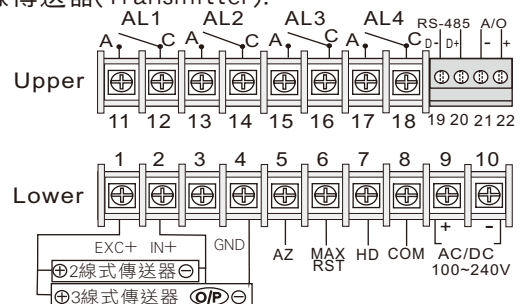 線傳送器(Transmitter).
AL1 AL2 AL3 AL4 RS-485 A/O
A C A C A C A C D- D+ - +
Upper
11 12 13 14 15 16 17 18 19 20 21 22
1 2 3 4 5 6 7 8 9 10
Lower
+ -
EXC+ IN+ GND AZ MAX RST HD COM AC/DC 100~240V
⊕2線式傳送器⊖
⊕3線式傳送器 O/P ⊖